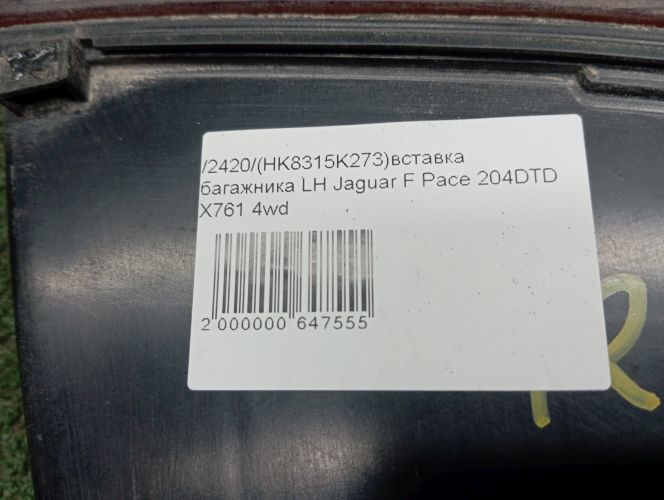 /2420/(HK8315K273)вставка
багажника LH Jaguar F Pace 204DTD
X761 4wd
2 000000 647555
R